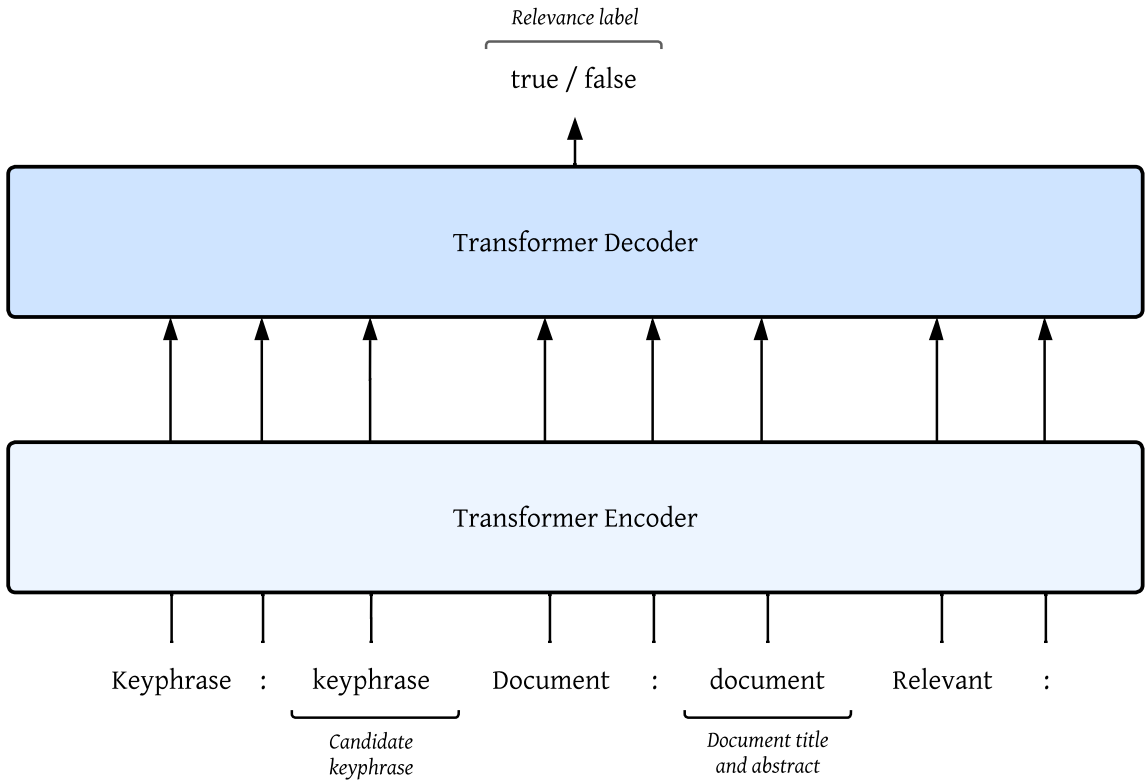 Relevance label
true / false
Transformer Decoder
Transformer Encoder
Keyphrase : keyphrase Document : document Relevant :
Candidate keyphrase
Document title and abstract